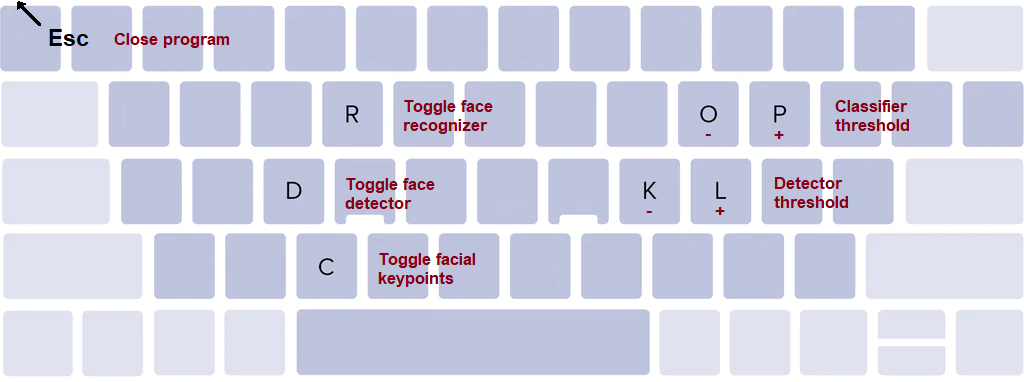 Esc Close program
R Toggle face recognizer O - P + Classifier threshold
D Toggle face detector K - L + Detector threshold
C Toggle facial keypoints